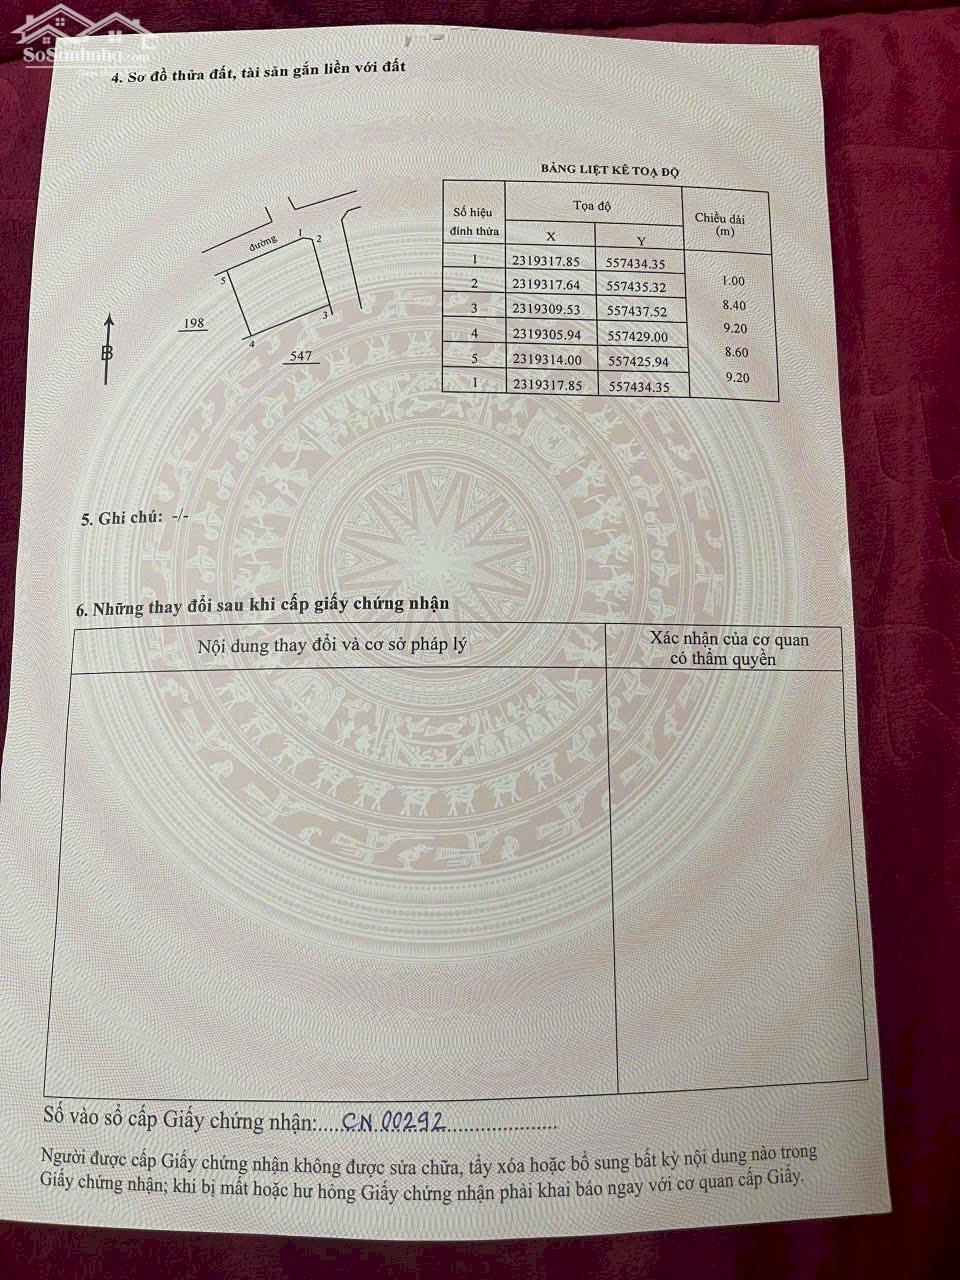 SoSanhnha.com
4. Sơ đồ thửa đất, tài sản gắn liền với đất
BẢNG LIỆT KÊ TOẠ ĐỘ
Số hiệu đỉnh thửa Tọa độ Chiều dài (m)
X Y
1 2319317.85 557434.35
1.00
2 2319317.64 557435.32
8.40
3 2319309.53 557437.52
9.20
4 2319305.94 557429.00
8.60
5 2319314.00 557425.94
9.20
1 2319317.85 557434.35
đường
1
2
5
3
4
198
547
B
5. Ghi chú: -/-
6. Những thay đổi sau khi cấp giấy chứng nhận
Nội dung thay đổi và cơ sở pháp lý
Xác nhận của cơ quan
có thẩm quyền
Số vào sổ cấp Giấy chứng nhận:.....CN 00292......................
Người được cấp Giấy chứng nhận không được sửa chữa, tẩy xóa hoặc bổ sung bất kỳ nội dung nào trong
Giấy chứng nhận; khi bị mất hoặc hư hỏng Giấy chứng nhận phải khai báo ngay với cơ quan cấp Giấy.